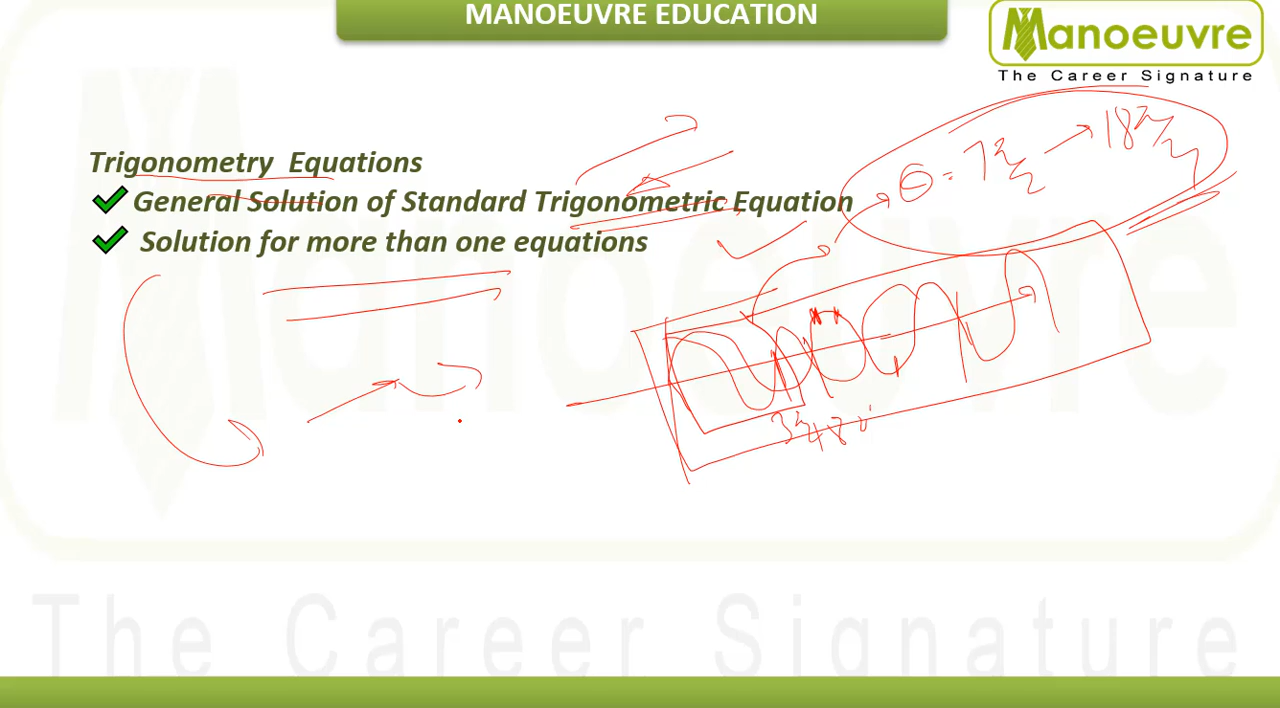 MANOEUVRE EDUCATION
Manoeuvre
The Career Signature
Trigonometry Equations
General Solution of Standard Trigonometric Equation
Solution for more than one equations
The Career Signature